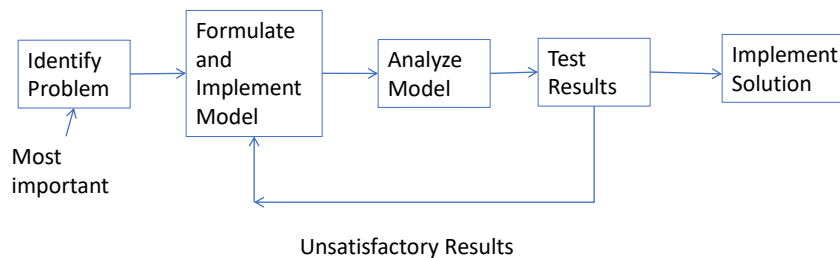 Identify
Problem
Most
important
Formulate
and
Implement
Model
Analyze
Model
Test
Results
Implement
Solution
Unsatisfactory Results